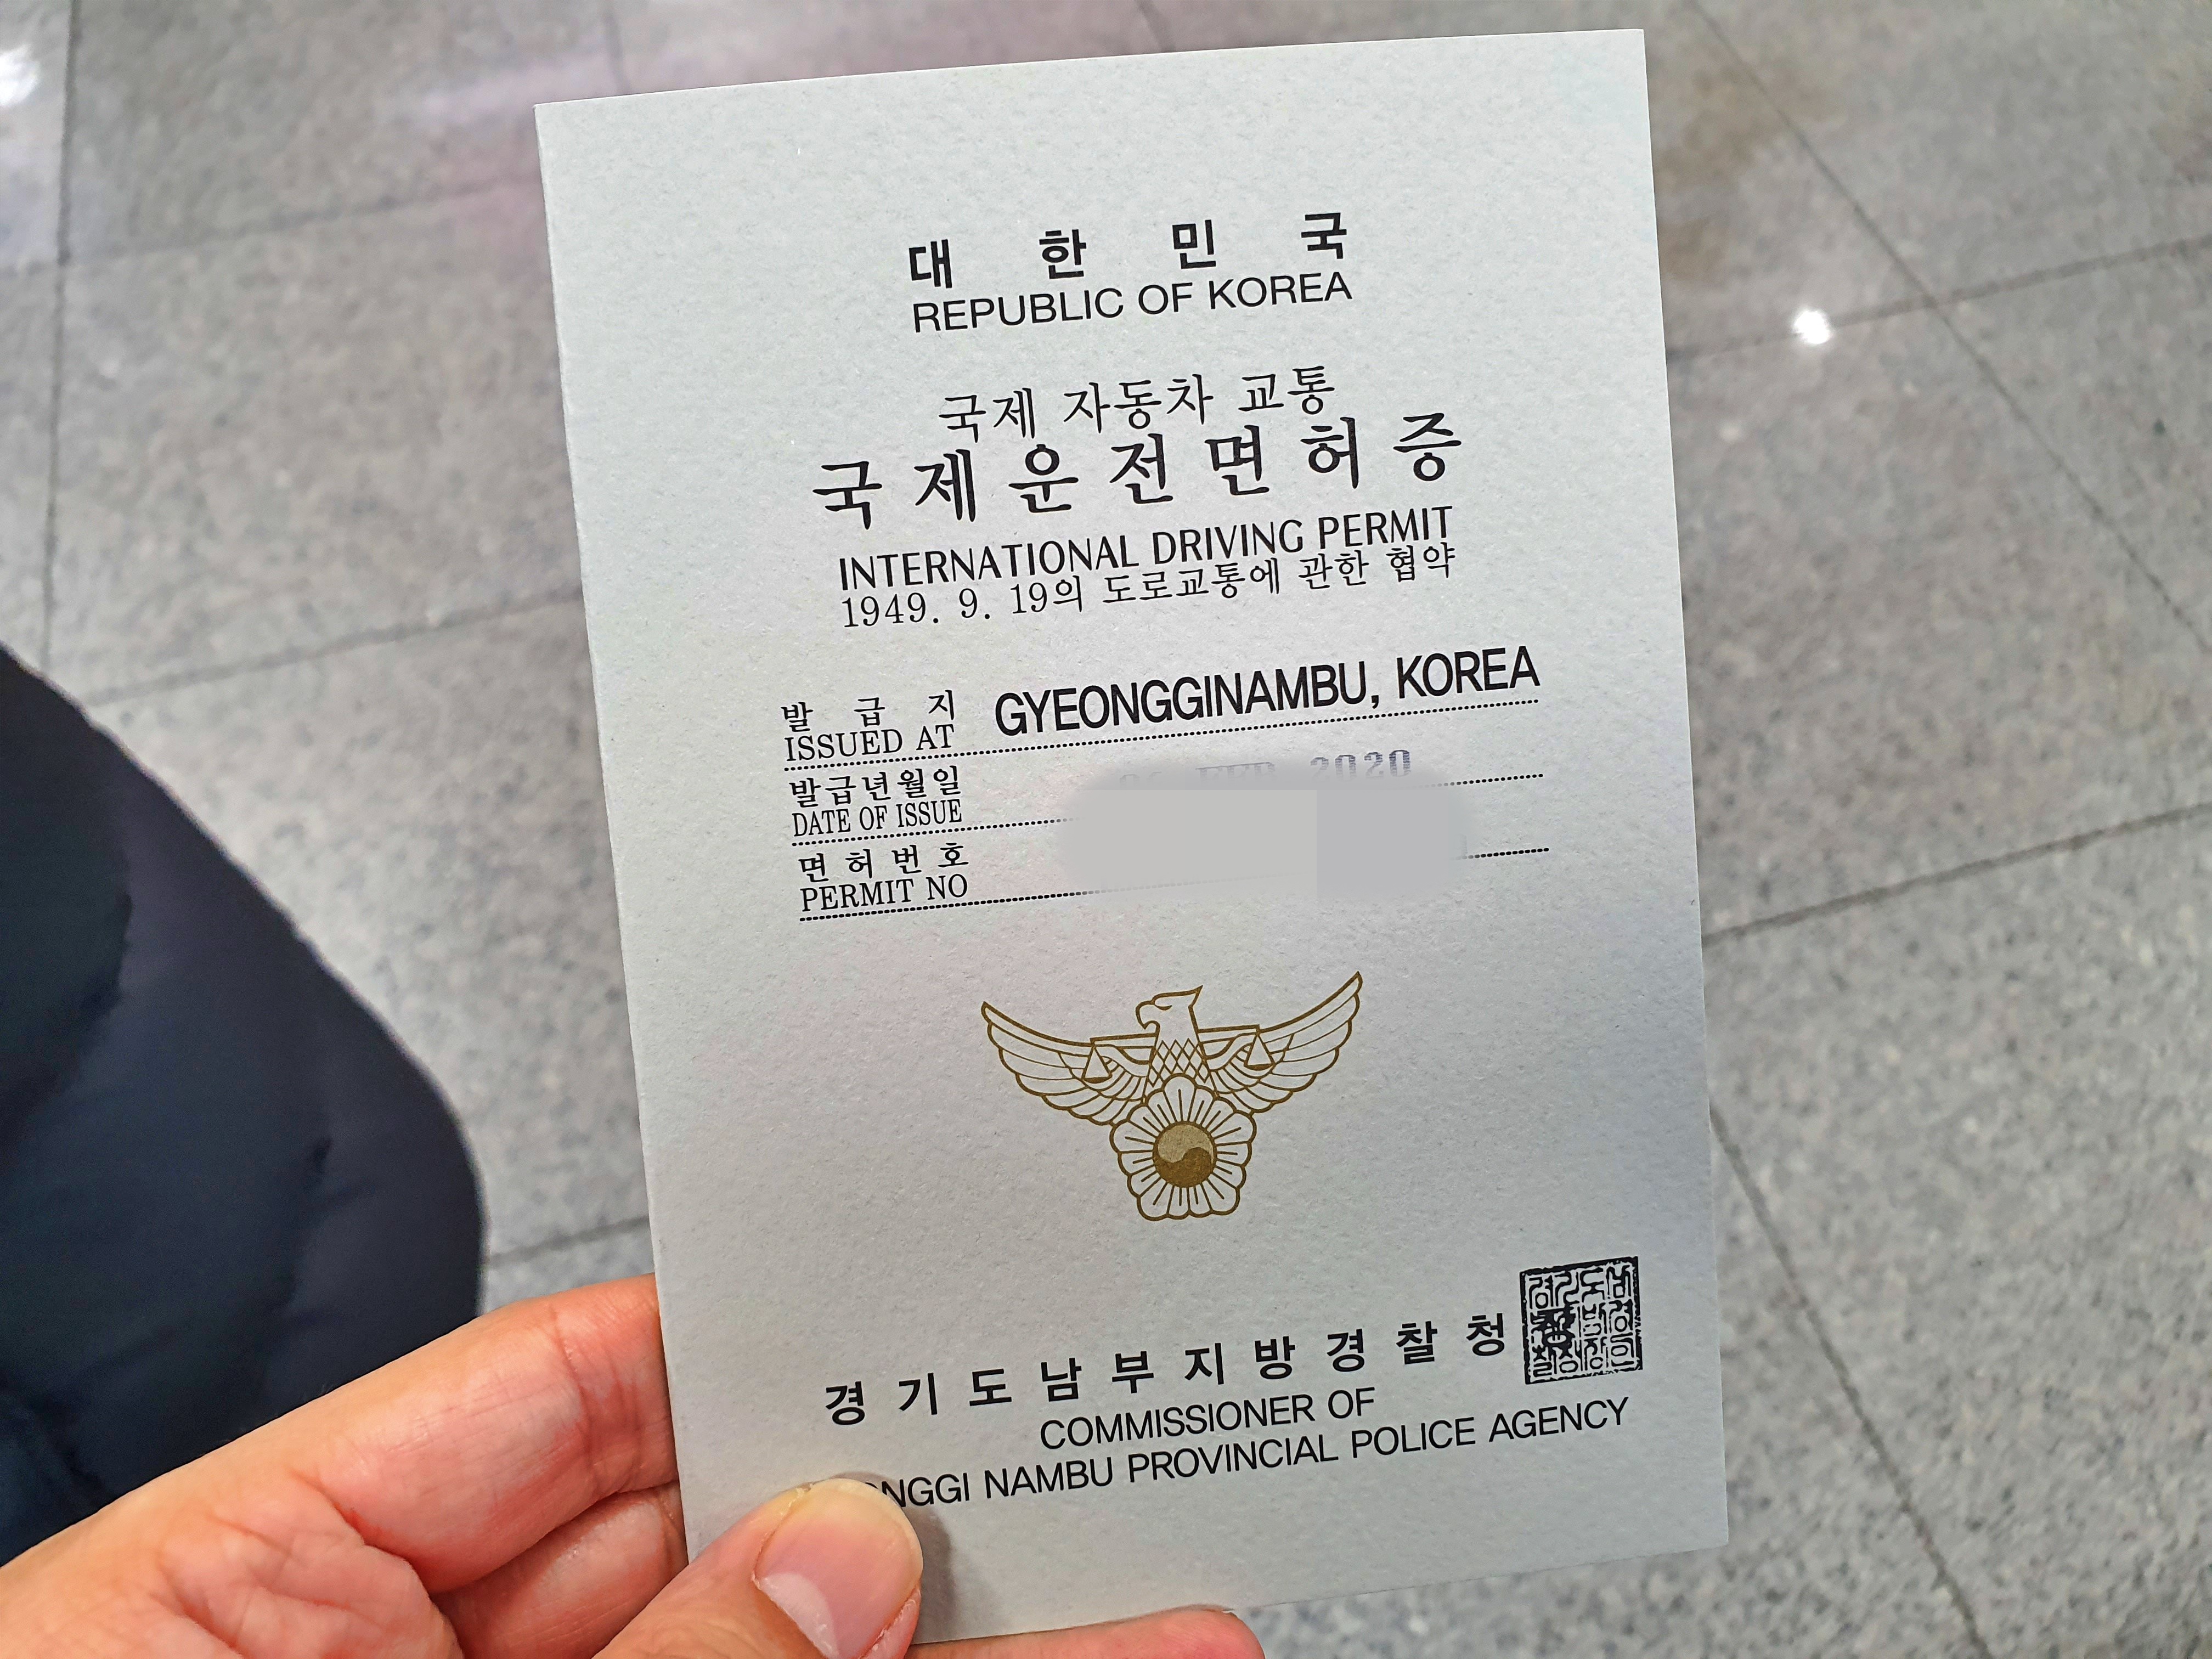 대 한 민 국
REPUBLIC OF KOREA
국제 자동차 교통
국제운전면허증
INTERNATIONAL DRIVING PERMIT
1949. 9. 19의 도로교통에 관한 협약
발 급 지
ISSUED AT
GYEONGGINAMBU, KOREA
발급년월일
DATE OF ISSUE
2020
면 허 번 호
PERMIT NO
경 기 도 남 부 지 방 경 찰 청
COMMISSIONER OF
NGGI NAMBU PROVINCIAL POLICE AGENCY